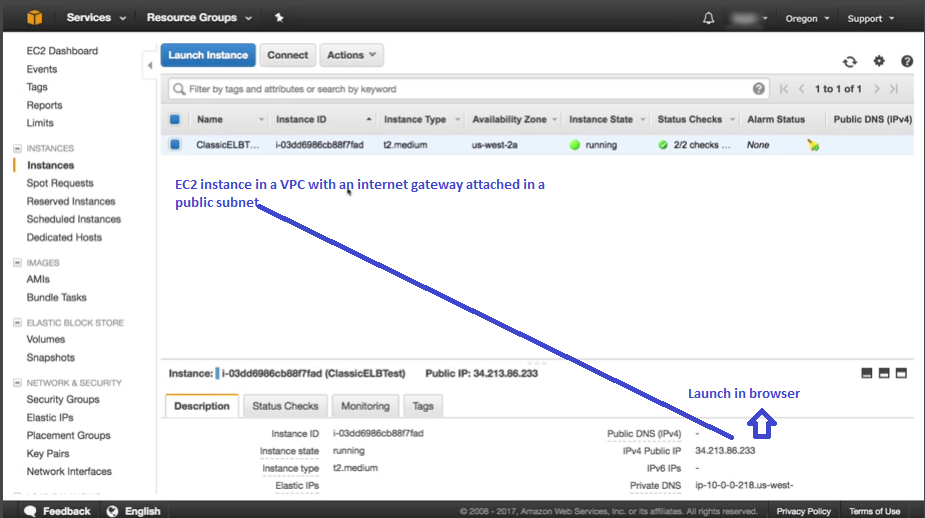 Services Resource Groups Oregon Support
EC2 Dashboard
Events
Tags
Reports
Limits
INSTANCES
Instances
Spot Requests
Reserved Instances
Scheduled Instances
Dedicated Hosts
IMAGES
AMIs
Bundle Tasks
ELASTIC BLOCK STORE
Volumes
Snapshots
NETWORK & SECURITY
Security Groups
Elastic IPs
Placement Groups
Key Pairs
Network Interfaces
Launch Instance Connect Actions
Filter by tags and attributes or search by keyword
1 to 1 of 1
Name Instance ID Instance Type Availability Zone Instance State Status Checks Alarm Status Public DNS (IPv4)
ClassicELBT... i-03dd6986cb88f7fad t2.medium us-west-2a running 2/2 checks ... None
EC2 instance in a VPC with an internet gateway attached in a
public subnet
Instance: i-03dd6986cb88f7fad (ClassicELBTest) Public IP: 34.213.86.233
Launch in browser
Description Status Checks Monitoring Tags
Instance ID i-03dd6986cb88f7fad Public DNS (IPv4) -
Instance state running IPv4 Public IP 34.213.86.233
Instance type t2.medium IPv6 IPs -
Elastic IPs Private DNS ip-10-0-0-218.us-west-
Feedback English © 2008 - 2017, Amazon Web Services, Inc. or its affiliates. All rights reserved. Privacy Policy Terms of Use